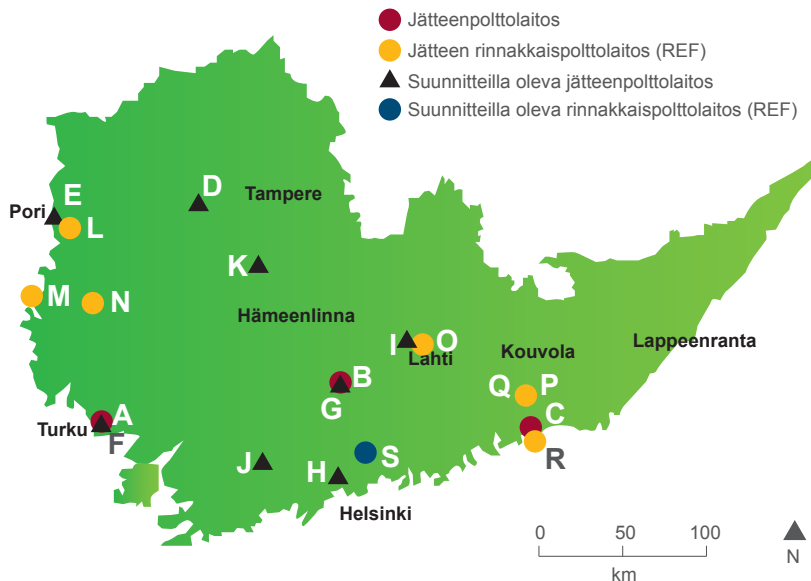 Jätteenpolttolaitos
Jätteen rinnakkaispolttolaitos (REF)
Suunnitteilla oleva jätteenpolttolaitos
Suunnitteilla oleva rinnakkaispolttolaitos (REF)
D
E
Tampere
Pori
L
K
M
N
Hämeenlinna
I
O
Lahti
Kouvola
Lappeenranta
B
Q
P
G
A
C
Turku
F
R
J
H
S
Helsinki
0
50
100
km
N